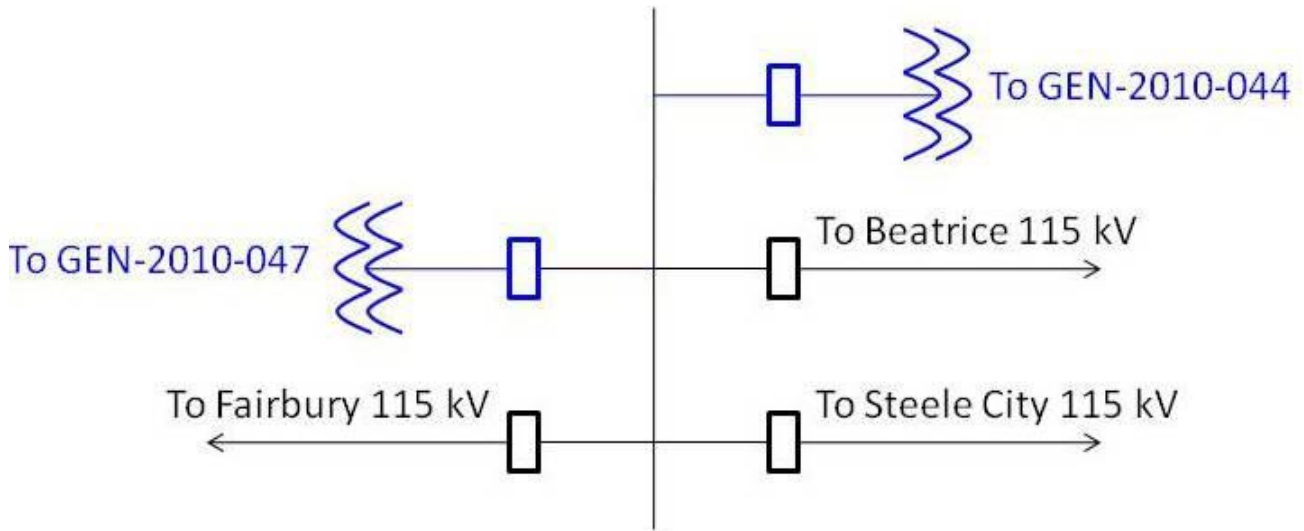 To GEN-2010-044
To Beatrice 115 kV
To GEN-2010-047
To Fairbury 115 kV
To Steele City 115 kV